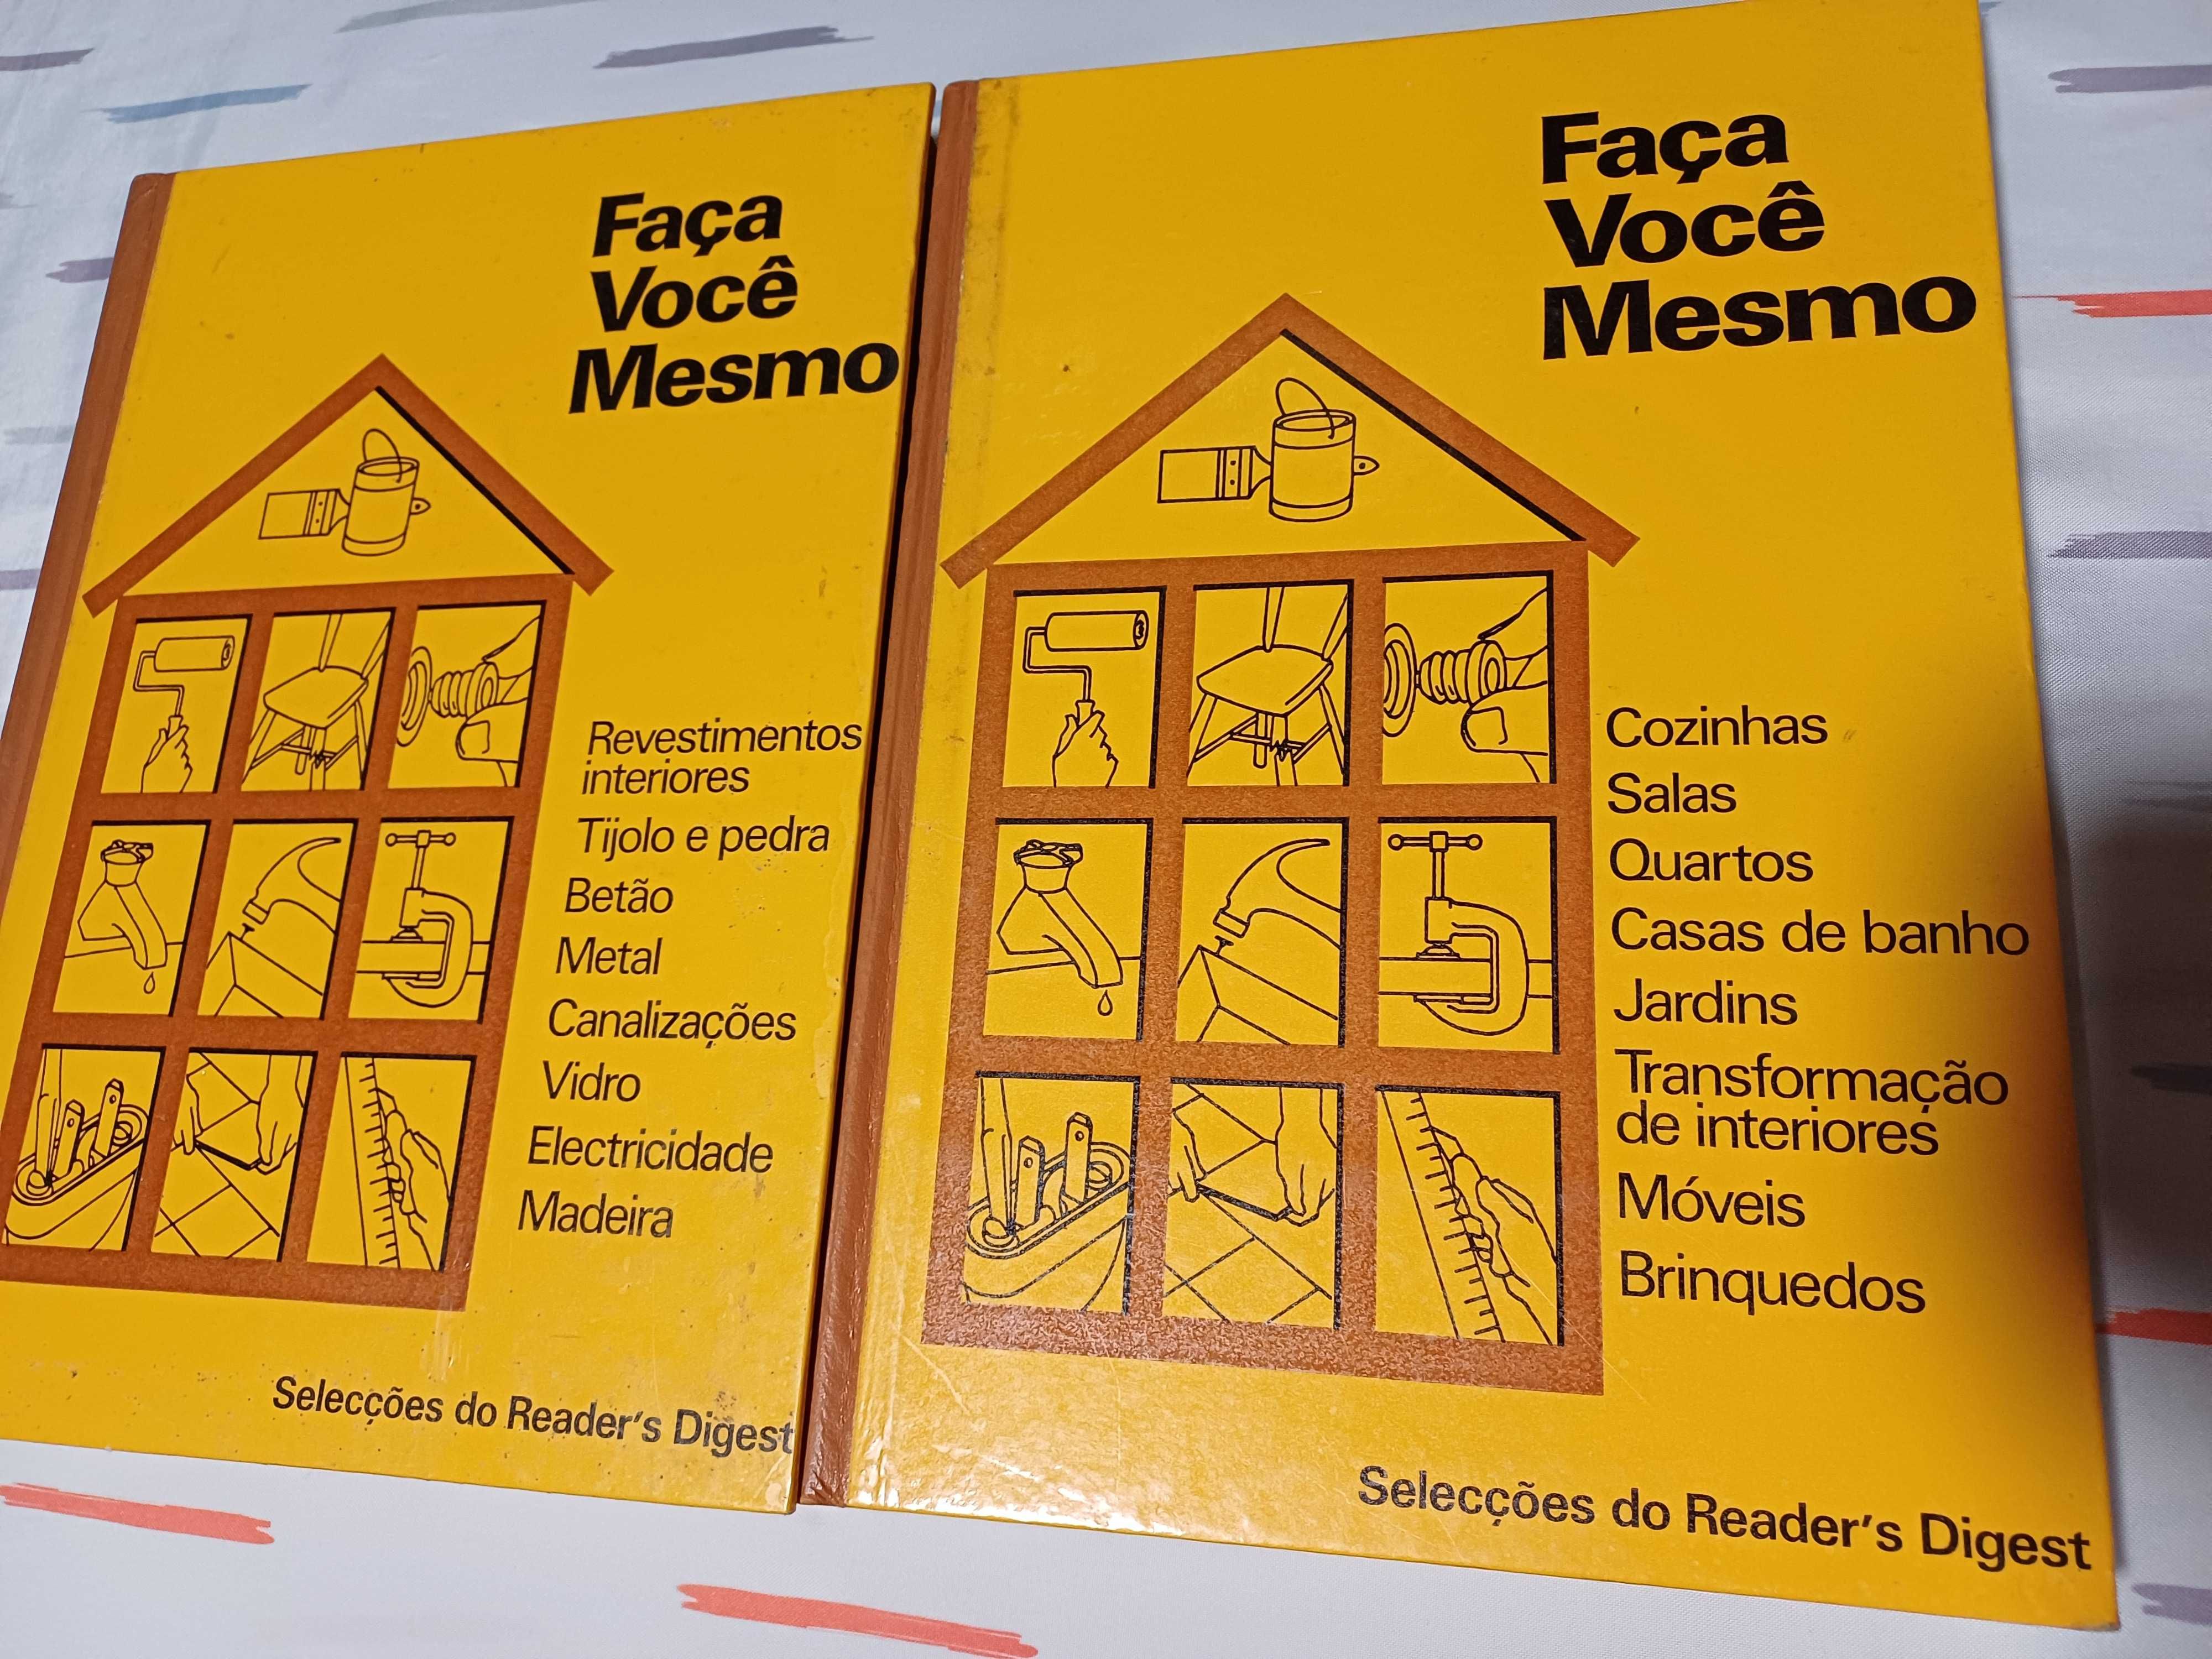 Faça
Você
Mesmo
Revestimentos
interiores
Tijolo e pedra
Betão
Metal
Canalizações
Vidro
Electricidade
Madeira
Selecções do Reader's Digest
Faça
Você
Mesmo
Cozinhas
Salas
Quartos
Casas de banho
Jardins
Transformação
de interiores
Móveis
Brinquedos
Selecções do Reader's Digest